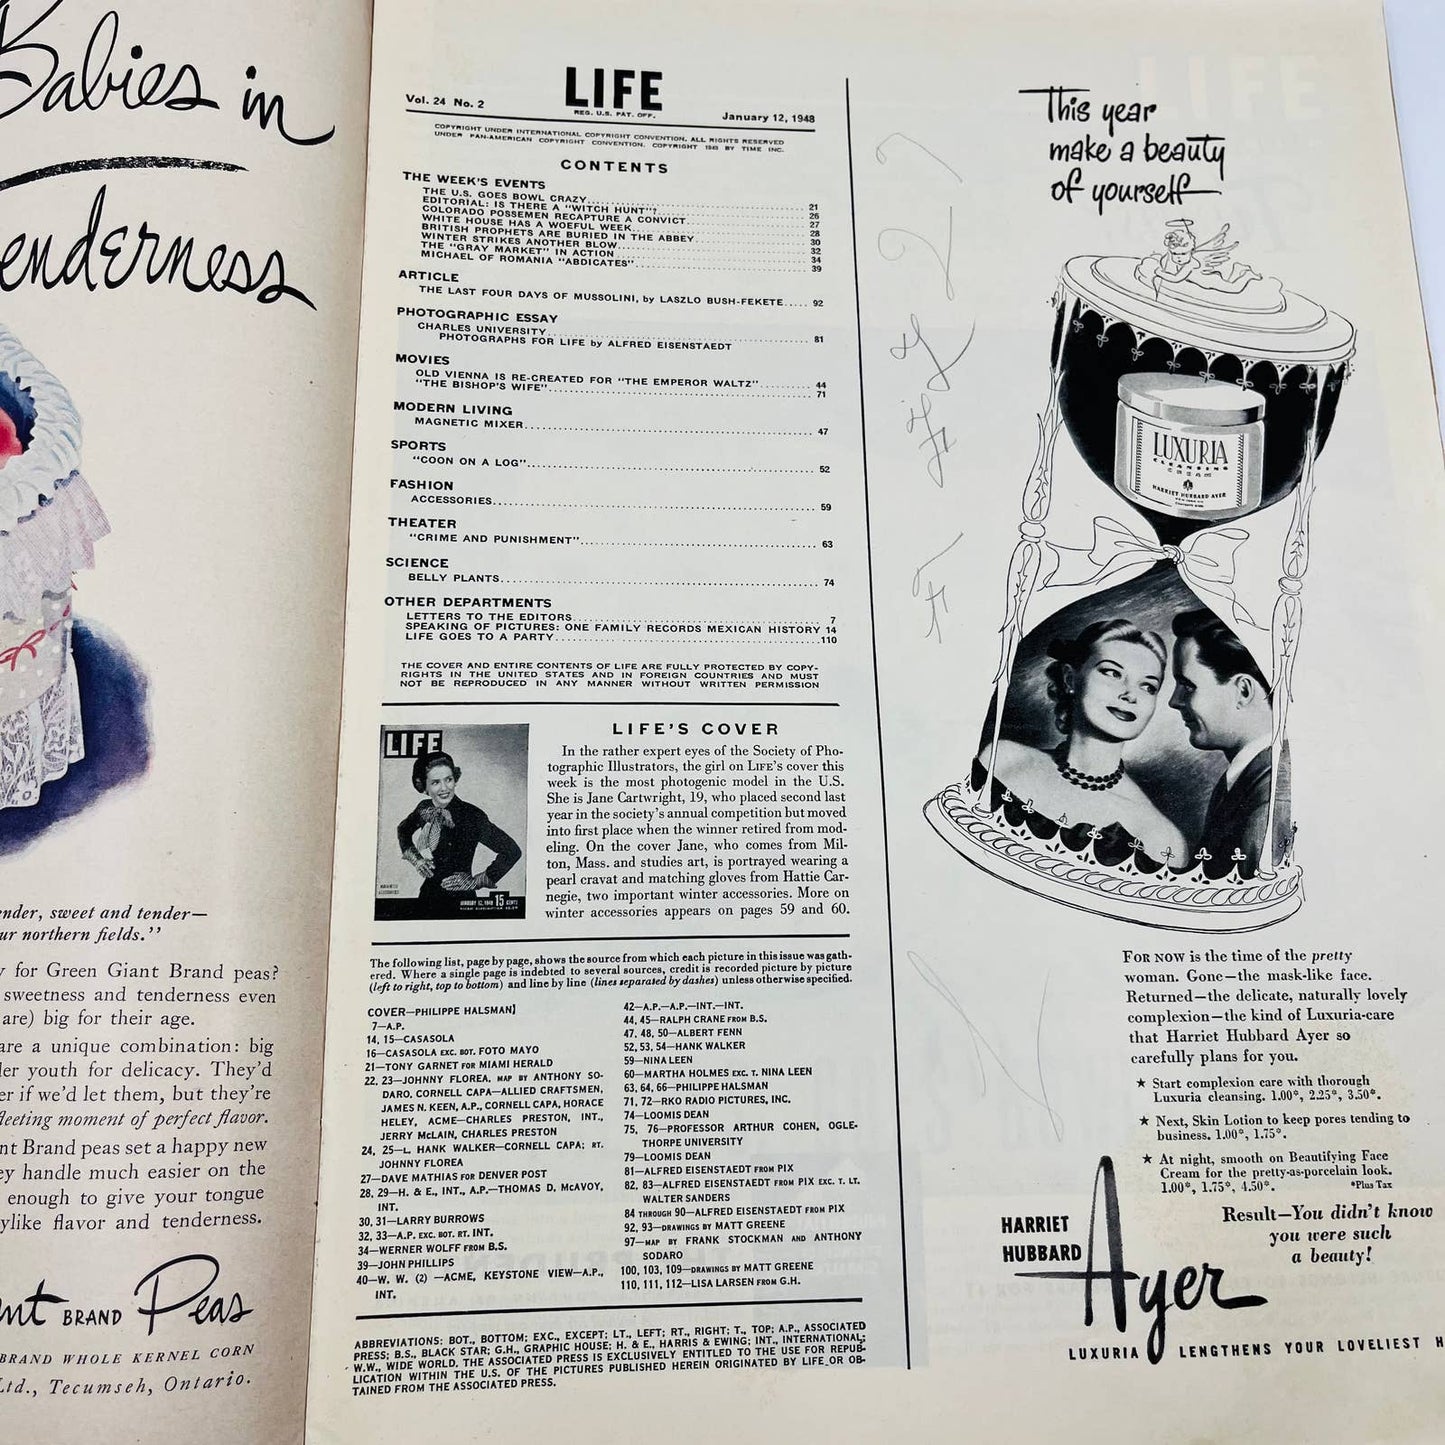 Babies in
enderness
ender, sweet and tender—
ur northern fields."
for Green Giant Brand peas?
sweetness and tenderness even
are) big for their age.
are a unique combination: big
der youth for delicacy. They'd
er if we'd let them, but they're
fleeting moment of perfect flavor.
nt Brand peas set a happy new
ey handle much easier on the
enough to give your tongue
ylike flavor and tenderness.
nt BRAND Peas
BRAND WHOLE KERNEL CORN
Ltd., Tecumseh, Ontario.
LIFE
REG. U.S. PAT. OFF.
Vol. 24 No. 2
January 12, 1948
COPYRIGHT UNDER INTERNATIONAL COPYRIGHT CONVENTION. ALL RIGHTS RESERVED
UNDER PAN-AMERICAN COPYRIGHT CONVENTION. COPYRIGHT 1948 BY TIME INC.
CONTENTS
THE WEEK'S EVENTS
THE U.S. GOES BOWL CRAZY 21
EDITORIAL: IS THERE A "WITCH HUNT"? 26
COLORADO POSSEMEN RECAPTURE A CONVICT 27
WHITE HOUSE HAS A WOEFUL WEEK 28
BRITISH PROPHETS ARE BURIED IN THE ABBEY 30
WINTER STRIKES ANOTHER BLOW 32
THE "GRAY MARKET" IN ACTION 34
MICHAEL OF ROMANIA "ABDICATES" 39
ARTICLE
THE LAST FOUR DAYS OF MUSSOLINI, by LASZLO BUSH-FEKETE 92
PHOTOGRAPHIC ESSAY
CHARLES UNIVERSITY 81
PHOTOGRAPHS FOR LIFE by ALFRED EISENSTAEDT
MOVIES
OLD VIENNA IS RE-CREATED FOR "THE EMPEROR WALTZ" 44
"THE BISHOP'S WIFE" 71
MODERN LIVING
MAGNETIC MIXER 47
SPORTS
"COON ON A LOG" 52
FASHION
ACCESSORIES 59
THEATER
"CRIME AND PUNISHMENT" 63
SCIENCE
BELLY PLANTS 74
OTHER DEPARTMENTS
LETTERS TO THE EDITORS 7
SPEAKING OF PICTURES: ONE FAMILY RECORDS MEXICAN HISTORY 14
LIFE GOES TO A PARTY 110
THE COVER AND ENTIRE CONTENTS OF LIFE ARE FULLY PROTECTED BY COPY-
RIGHTS IN THE UNITED STATES AND IN FOREIGN COUNTRIES AND MUST
NOT BE REPRODUCED IN ANY MANNER WITHOUT WRITTEN PERMISSION
LIFE
JANUARY 12, 1948 15 CENTS
LIFE'S COVER
In the rather expert eyes of the Society of Pho-
tographic Illustrators, the girl on LIFE's cover this
week is the most photogenic model in the U.S.
She is Jane Cartwright, 19, who placed second last
year in the society's annual competition but moved
into first place when the winner retired from mod-
eling. On the cover Jane, who comes from Mil-
ton, Mass. and studies art, is portrayed wearing a
pearl cravat and matching gloves from Hattie Car-
negie, two important winter accessories. More on
winter accessories appears on pages 59 and 60.
The following list, page by page, shows the source from which each picture in this issue was gath-
ered. Where a single page is indebted to several sources, credit is recorded picture by picture
(left to right, top to bottom) and line by line (lines separated by dashes) unless otherwise specified.
COVER—PHILIPPE HALSMAN
7—A.P.
14, 15—CASASOLA
16—CASASOLA EXC. BOT. FOTO MAYO
21—TONY GARNET FOR MIAMI HERALD
22, 23—JOHNNY FLOREA, MAP BY ANTHONY SO-
DARO, CORNELL CAPA—ALLIED CRAFTSMEN,
JAMES N. KEEN, A.P., CORNELL CAPA, HORACE
HELEY, ACME—CHARLES PRESTON, INT.,
JERRY McLAIN, CHARLES PRESTON
24, 25—L. HANK WALKER—CORNELL CAPA; RT.
JOHNNY FLOREA
27—DAVE MATHIAS FOR DENVER POST
28, 29—H. & E., INT., A.P.—THOMAS D. McAVOY,
INT.
30, 31—LARRY BURROWS
32, 33—A.P. EXC. BOT. RT. INT.
34—WERNER WOLFF FROM B.S.
39—JOHN PHILLIPS
40—W. W. (2) —ACME, KEYSTONE VIEW—A.P.,
INT.
42—A.P.—A.P.—INT.—INT.
44, 45—RALPH CRANE FROM B.S.
47, 48, 50—ALBERT FENN
52, 53, 54—HANK WALKER
59—NINA LEEN
60—MARTHA HOLMES EXC. T. NINA LEEN
63, 64, 66—PHILIPPE HALSMAN
71, 72—RKO RADIO PICTURES, INC.
74—LOOMIS DEAN
75, 76—PROFESSOR ARTHUR COHEN, OGLE-
THORPE UNIVERSITY
79—LOOMIS DEAN
81—ALFRED EISENSTAEDT FROM PIX
82, 83—ALFRED EISENSTAEDT FROM PIX EXC. T. LT.
WALTER SANDERS
84 THROUGH 90—ALFRED EISENSTAEDT FROM PIX
92, 93—DRAWINGS BY MATT GREENE
97—MAP BY FRANK STOCKMAN AND ANTHONY
SODARO
100, 103, 109—DRAWINGS BY MATT GREENE
110, 111, 112—LISA LARSEN FROM G.H.
ABBREVIATIONS: BOT., BOTTOM; EXC., EXCEPT; LT., LEFT; RT., RIGHT; T., TOP; A.P., ASSOCIATED
PRESS; B.S., BLACK STAR; G.H., GRAPHIC HOUSE; H. & E., HARRIS & EWING; INT., INTERNATIONAL;
W.W., WIDE WORLD. THE ASSOCIATED PRESS IS EXCLUSIVELY ENTITLED TO THE USE FOR REPUB-
LICATION WITHIN THE U.S. OF THE PICTURES PUBLISHED HEREIN ORIGINATED BY LIFE OR OB-
TAINED FROM THE ASSOCIATED PRESS.
This year
make a beauty
of yourself
LUXURIA
CLEANSING
CREAM
HARRIET HUBBARD AYER
FOR NOW is the time of the pretty
woman. Gone—the mask-like face.
Returned—the delicate, naturally lovely
complexion—the kind of Luxuria-care
that Harriet Hubbard Ayer so
carefully plans for you.
★ Start complexion care with thorough
Luxuria cleansing. 1.00*, 2.25*, 3.50*.
★ Next, Skin Lotion to keep pores tending to
business. 1.00*, 1.75*.
★ At night, smooth on Beautifying Face
Cream for the pretty-as-porcelain look.
1.00*, 1.75*, 4.50*. *Plus Tax
Result—You didn't know
you were such
a beauty!
HARRIET
HUBBARD
Ayer
LUXURIA LENGTHENS YOUR LOVELIEST H